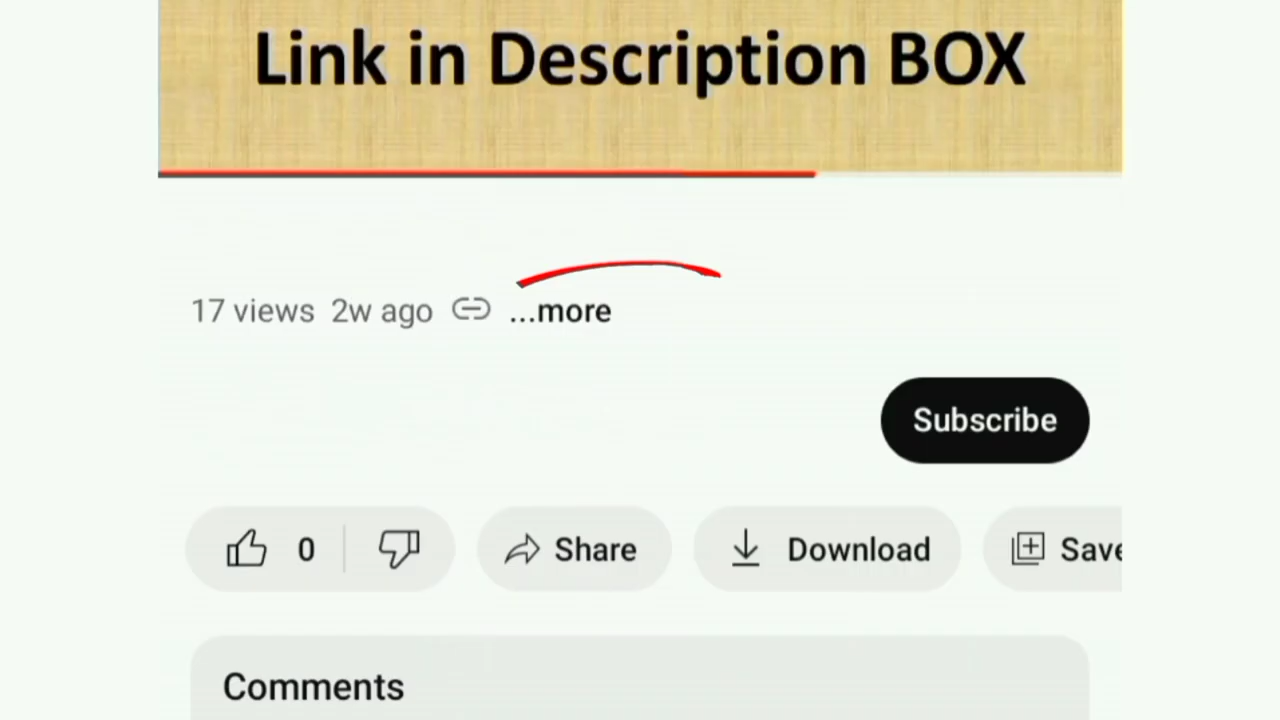 Link in Description BOX
17 views 2w ago ...more
Subscribe
0 Share Download Save
Comments